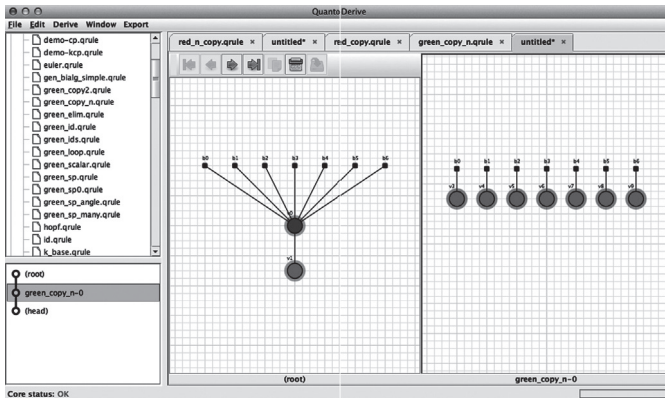 QuantoDerive
File Edit Derive Window Export
demo-cp.qrule
demo-kcp.qrule
euler.qrule
gen_bialg_simple.qrule
green_copy2.qrule
green_copy_n.qrule
green_elim.qrule
green_id.qrule
green_ids.qrule
green_loop.qrule
green_scalar.qrule
green_sp.qrule
green_sp0.qrule
green_sp_angle.qrule
green_sp_many.qrule
hopf.qrule
id.qrule
k_base.qrule
(root)
green_copy_n-0
(head)
red_n_copy.qrule × untitled* × red_copy.qrule × green_copy_n.qrule × untitled* ×
b0 b1 b2 b3 b4 b5 b6
v1
(root)
b0 b1 b2 b3 b4 b5 b6
v4 v5 v6 v7 v8 v9
green_copy_n-0
Core status: OK